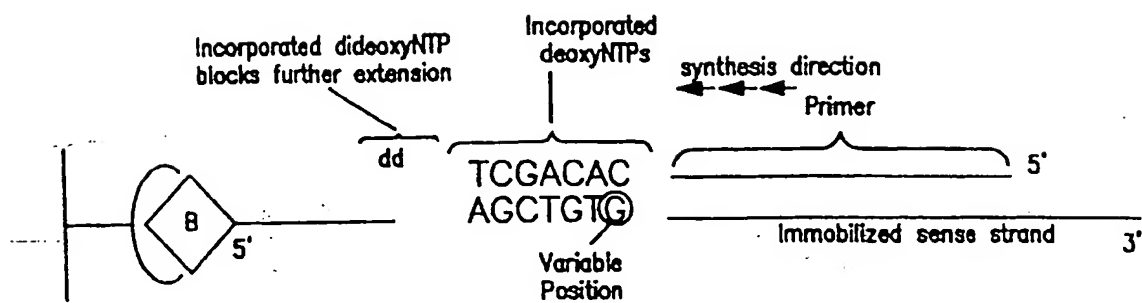 Incorporated dideoxyNTP
blocks further extension
Incorporated
deoxyNTPs
synthesis direction
Primer
dd
TCGACAC
5'
AGCTGTG
B
5'
Immobilized sense strand
3'
Variable
Position